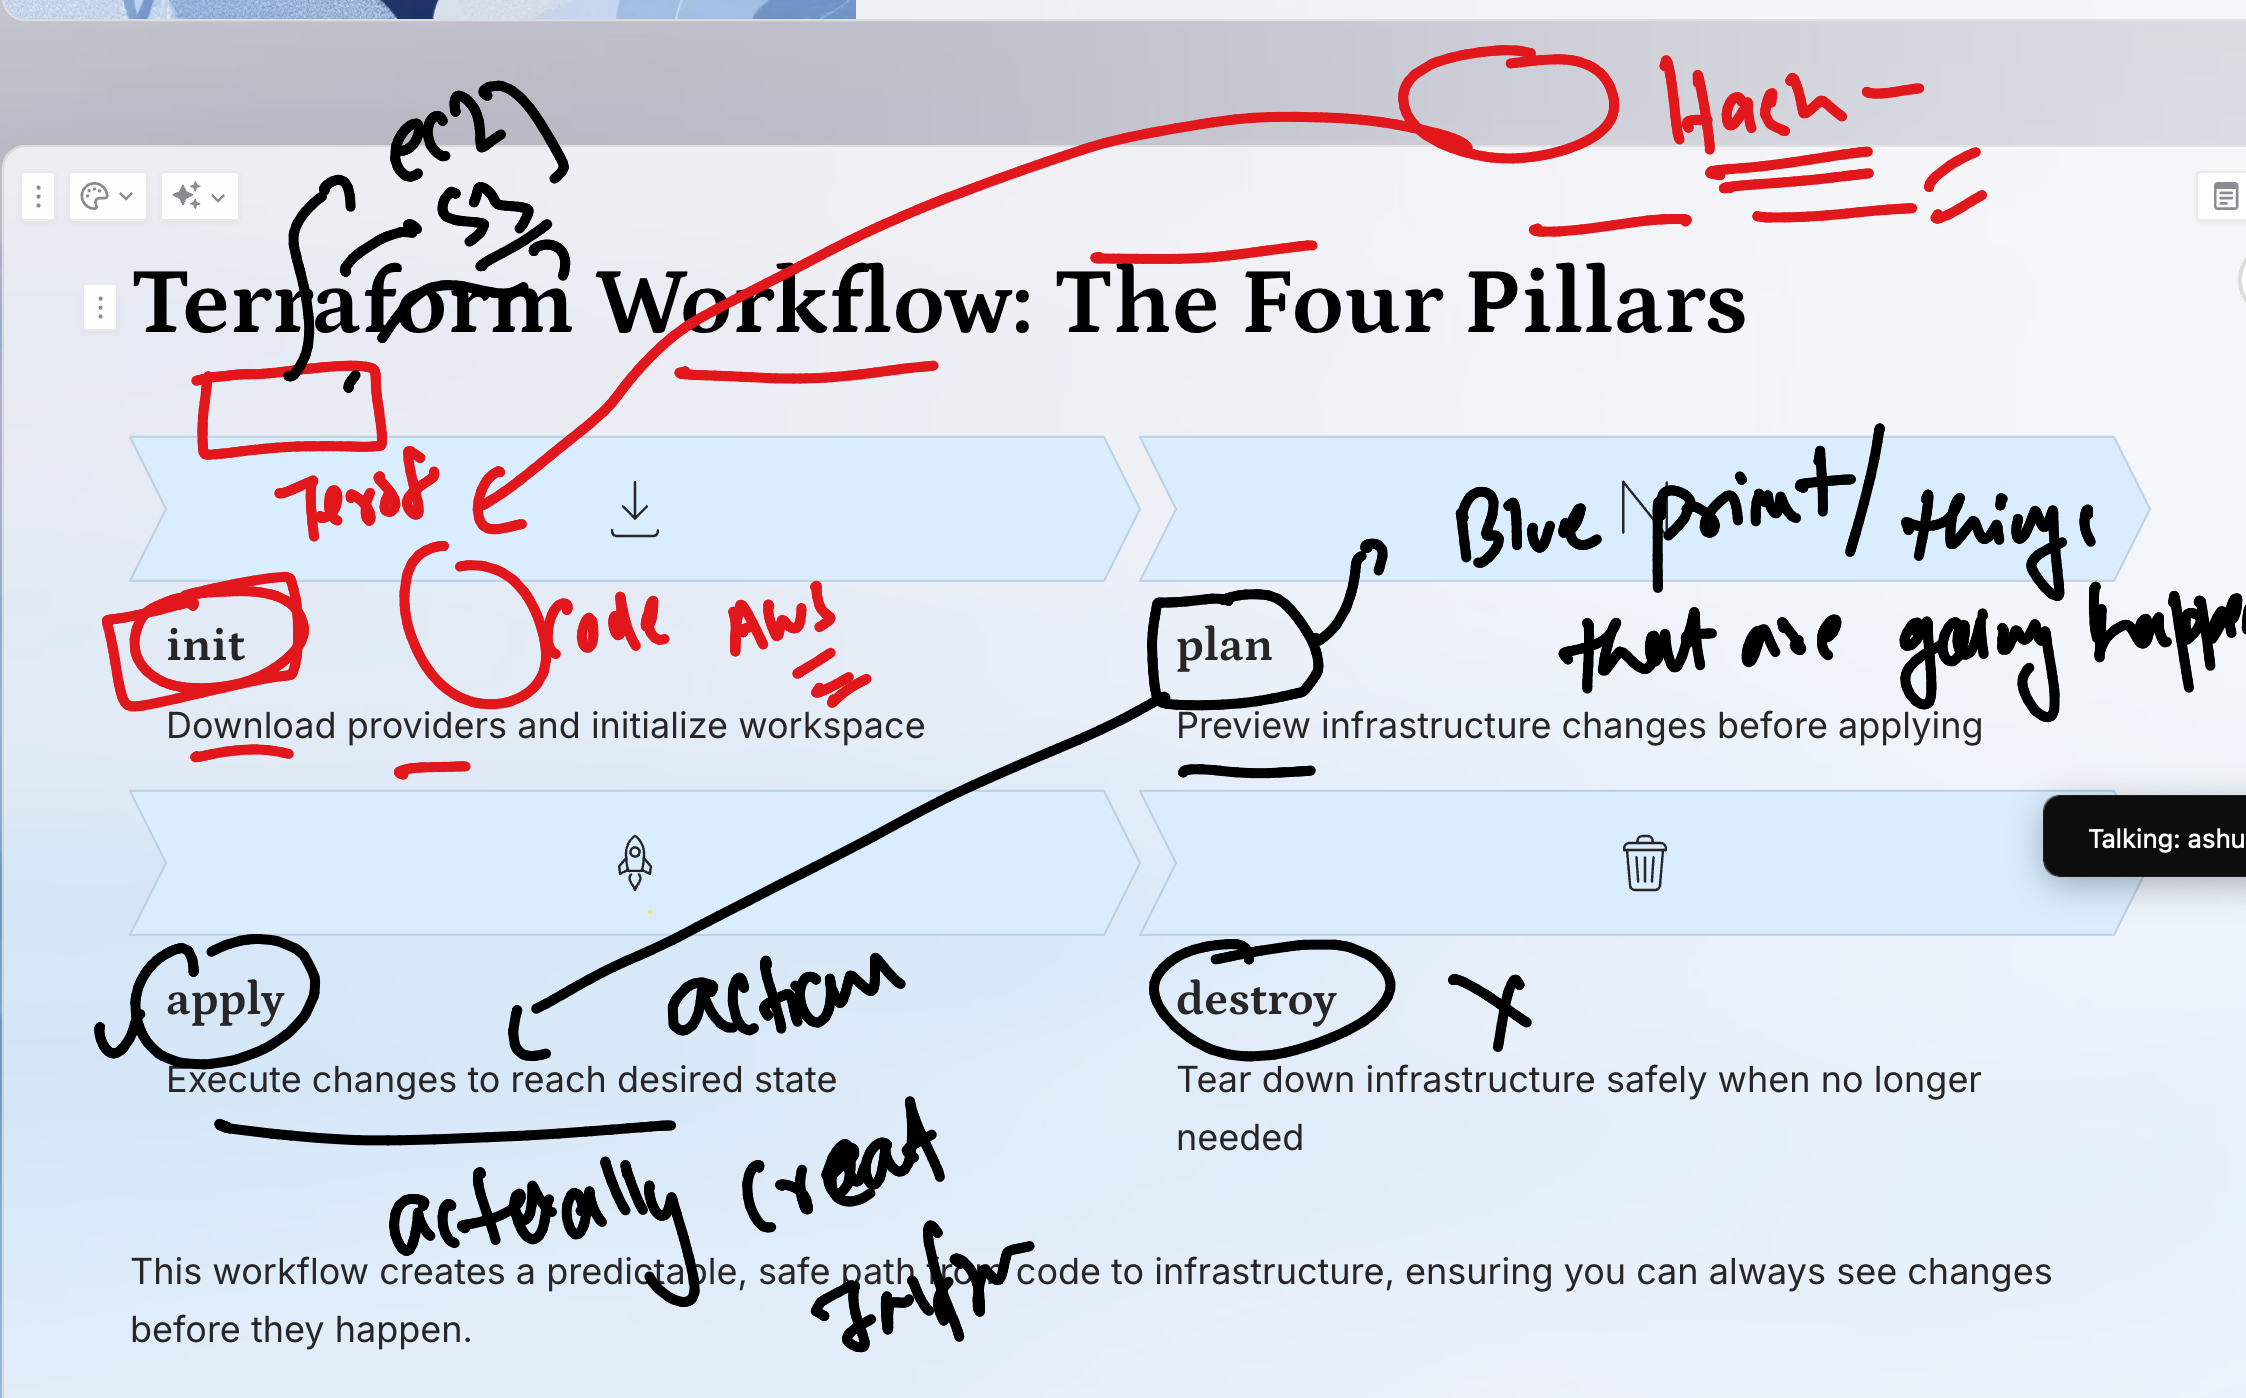 Hach
ec2)
S3
Terraform Workflow: The Four Pillars
Terraf
Blue print/ things
that are going happen
init
code AWS
plan
Download providers and initialize workspace
Preview infrastructure changes before applying
Talking: ashu
apply
action
destroy
X
Execute changes to reach desired state
Tear down infrastructure safely when no longer
needed
actually creat
Infr
This workflow creates a predictable, safe path from code to infrastructure, ensuring you can always see changes
before they happen.